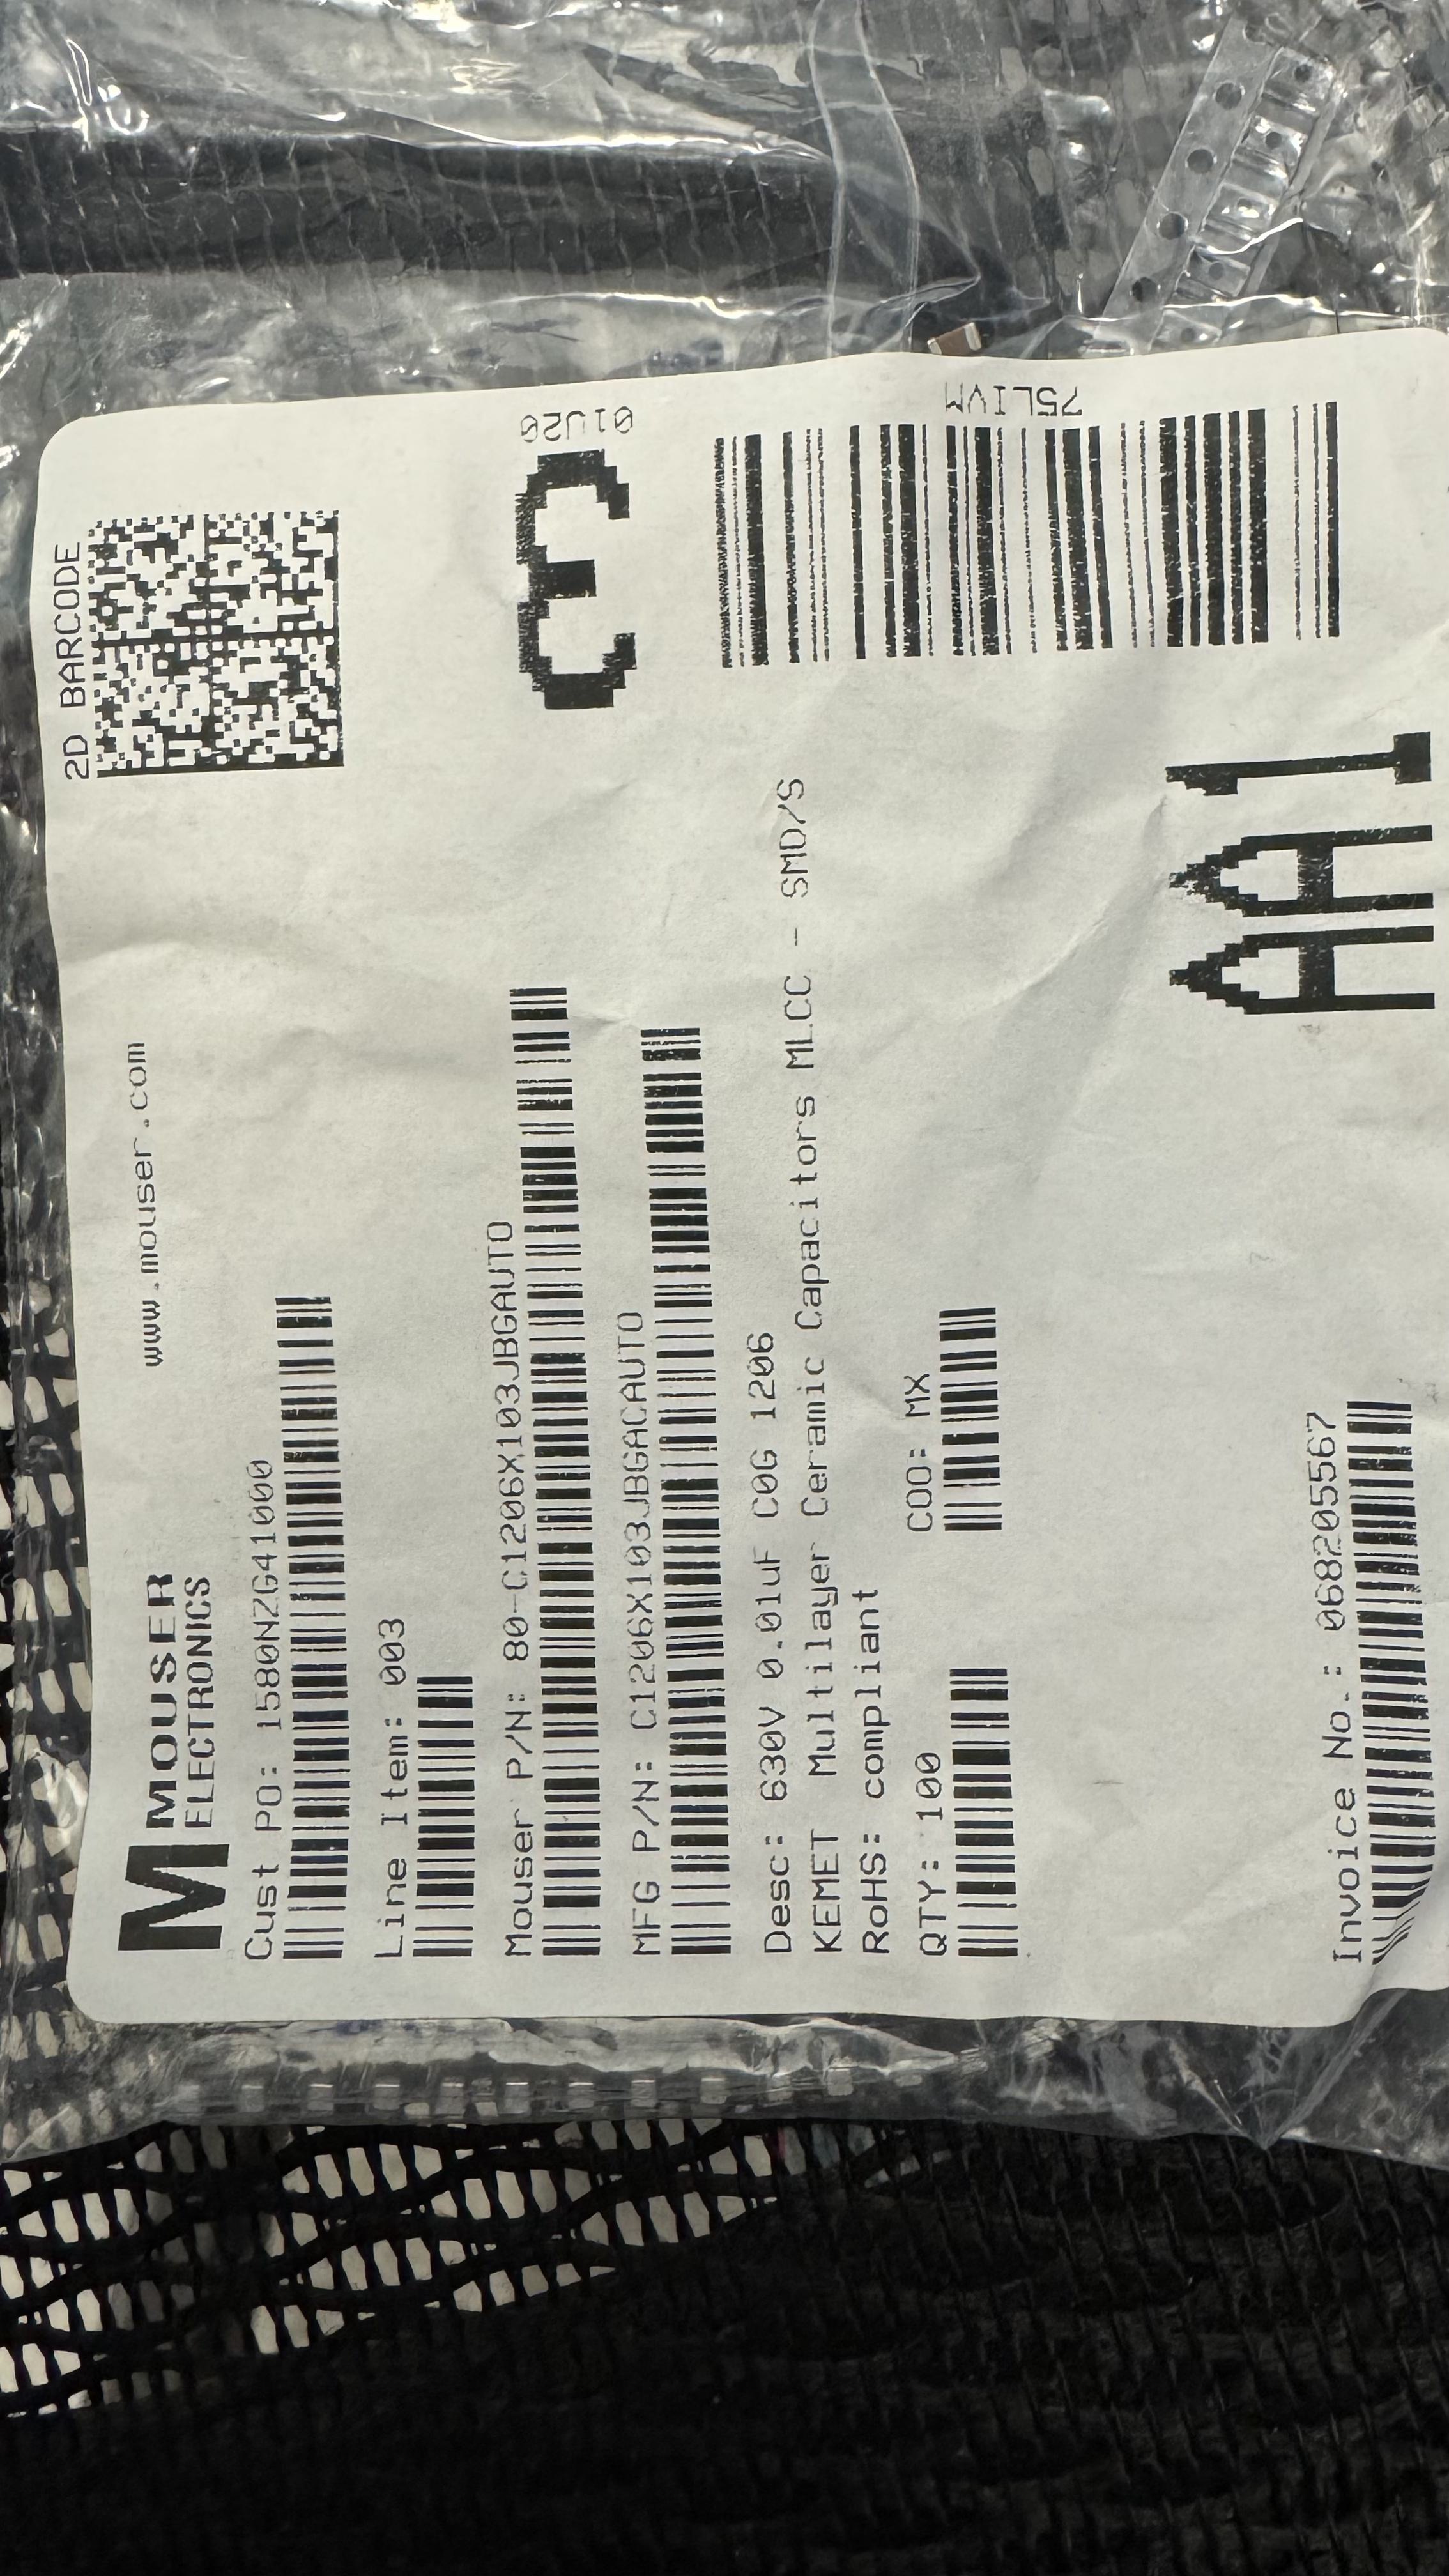 MOUSER
ELECTRONICS
www.mouser.com
2D BARCODE
Cust PO: 1580NZG41000
Line Item: 003
Mouser P/N: 80-C1206X103JBGAUTO
3
01U20
MFG P/N: C1206X103JBGACAUTO
Desc: 630V 0.01uF C0G 1206
KEMET Multilayer Ceramic Capacitors MLCC - SMD/S
RoHS: compliant
QTY: 100
COO: MX
75LIVM
AA1
Invoice No.: 068205567